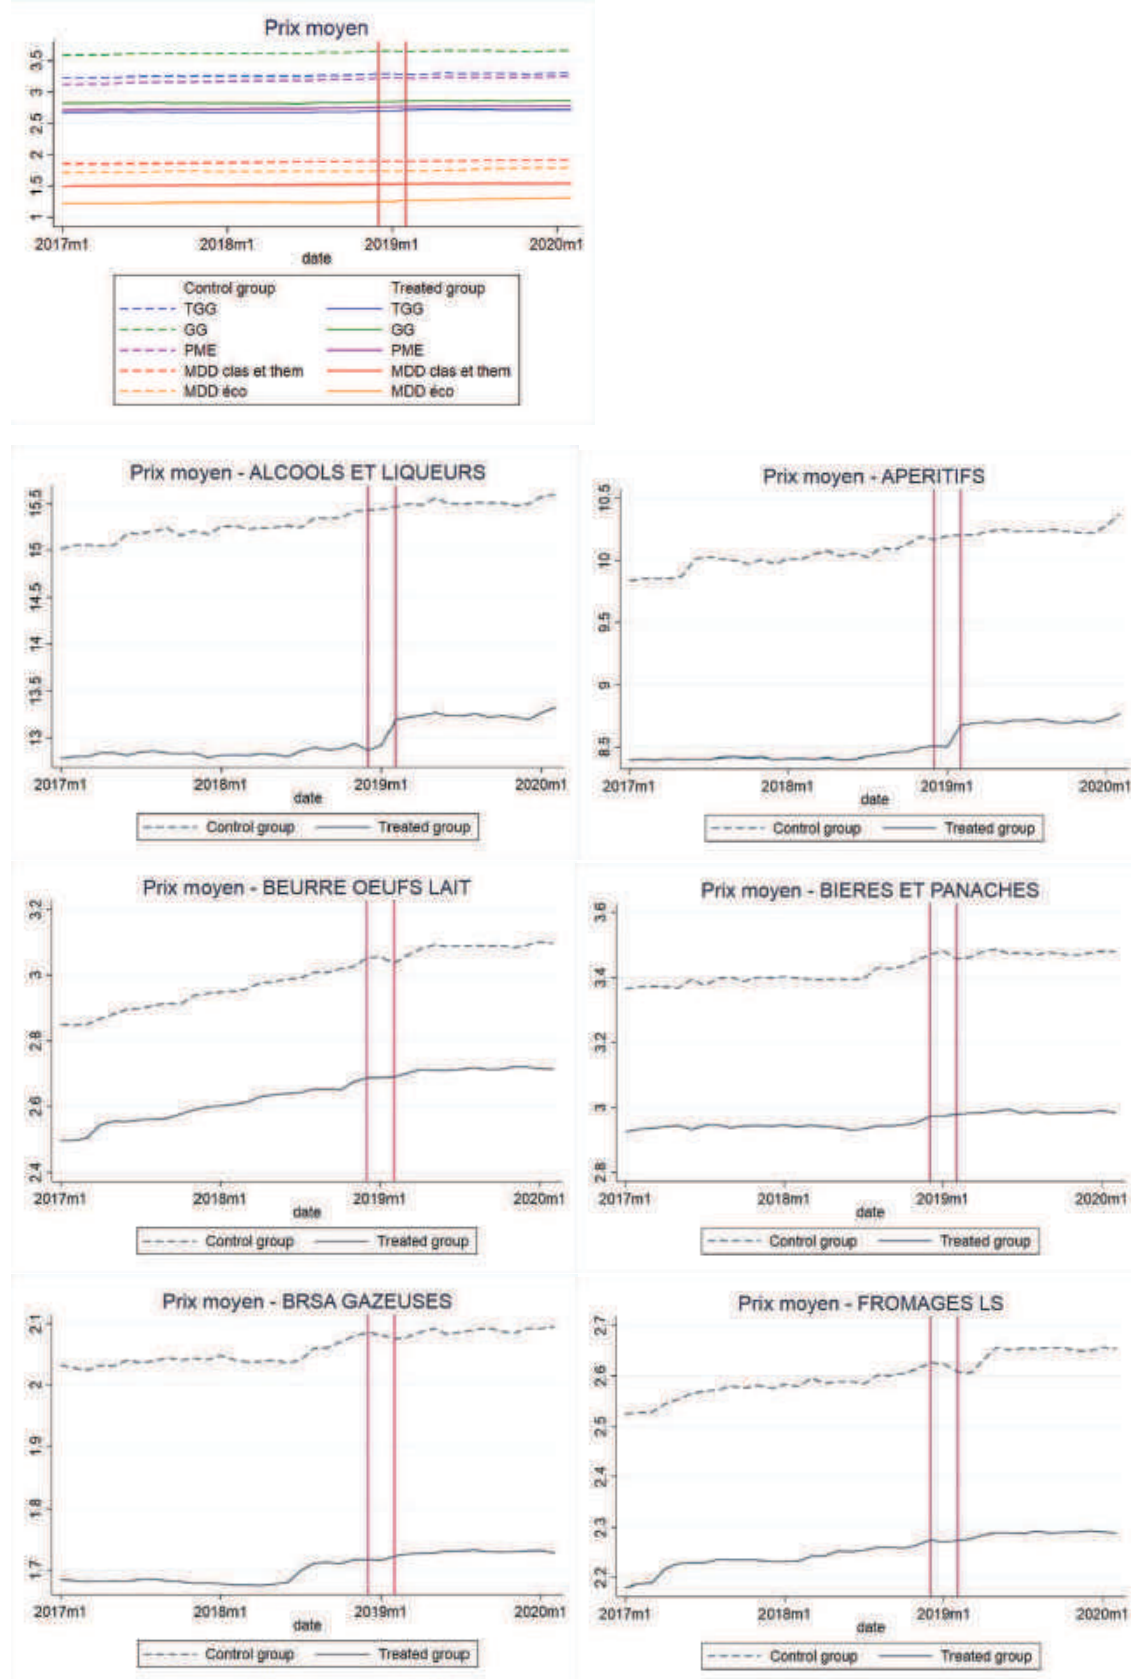 Prix moyen
3.5
3
2.5
2
1.5
1
2017m1 2018m1 2019m1 2020m1
date
Control group Treated group
TGG TGG
GG GG
PME PME
MDD clas et them MDD clas et them
MDD éco MDD éco
Prix moyen - ALCOOLS ET LIQUEURS
15.5
15
14.5
14
13.5
13
2017m1 2018m1 2019m1 2020m1
date
Control group Treated group
Prix moyen - APERITIFS
10.5
10
9.5
9
8.5
2017m1 2018m1 2019m1 2020m1
date
Control group Treated group
Prix moyen - BEURRE OEUFS LAIT
3.2
3
2.8
2.6
2.4
2017m1 2018m1 2019m1 2020m1
date
Control group Treated group
Prix moyen - BIERES ET PANACHES
3.6
3.4
3.2
3
2.8
2017m1 2018m1 2019m1 2020m1
date
Control group Treated group
Prix moyen - BRSA GAZEUSES
2.1
2
1.9
1.8
1.7
2017m1 2018m1 2019m1 2020m1
date
Control group Treated group
Prix moyen - FROMAGES LS
2.7
2.6
2.5
2.4
2.3
2.2
2017m1 2018m1 2019m1 2020m1
date
Control group Treated group